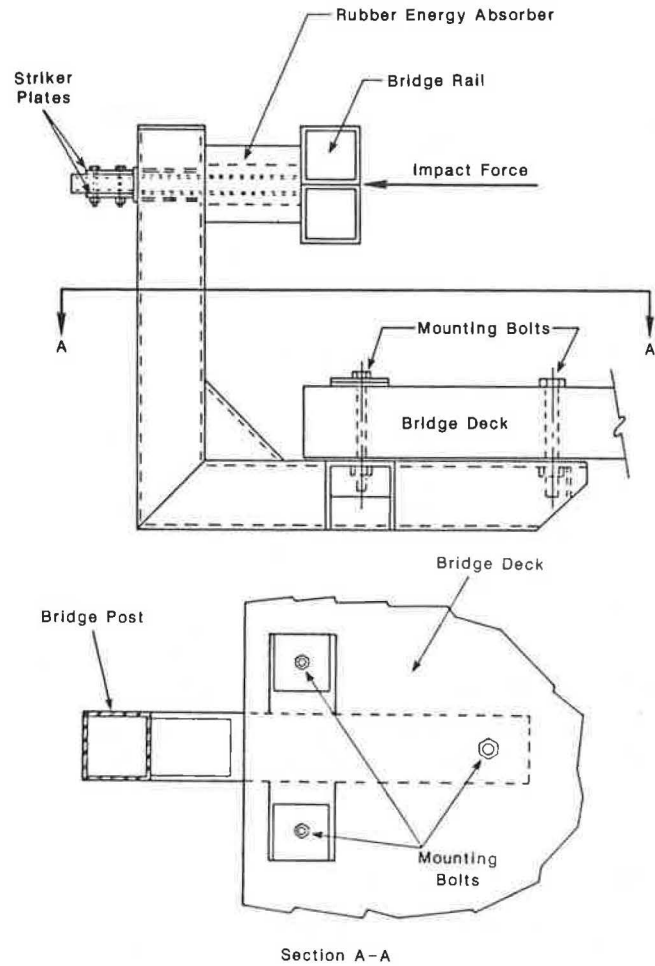 Rubber Energy Absorber
Striker
Plates
Bridge Rail
Impact Force
A
A
Mounting Bolts
Bridge Deck
Bridge Deck
Bridge Post
Mounting
Bolts
Section A-A